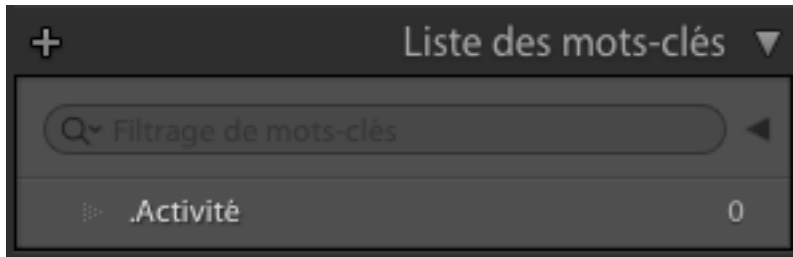 Liste des mots-clés
Filtrage de mots-clés
.Activité 0